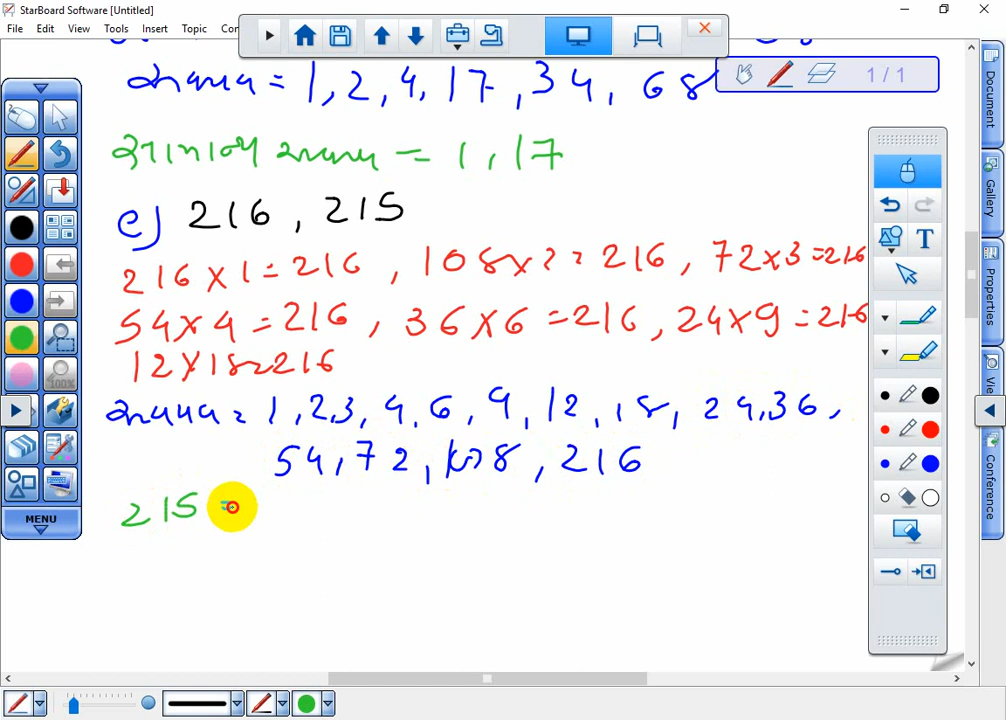 StarBoard Software [Untitled]
File Edit View Tools Insert Topic
1 / 1
અવયવ = 1, 2, 4, 17, 34, 68
સામાન્ય અવયવ = 1, 17
e) 216, 215
216 × 1 = 216, 108 × 2 = 216, 72 × 3 = 216
54 × 4 = 216, 36 × 6 = 216, 24 × 9 = 216
12 × 18 = 216
અવયવ = 1, 2, 3, 4, 6, 9, 12, 18, 24, 36,
54, 72, 108, 216
215 =
MENU
100%
T
Document
Gallery
Properties